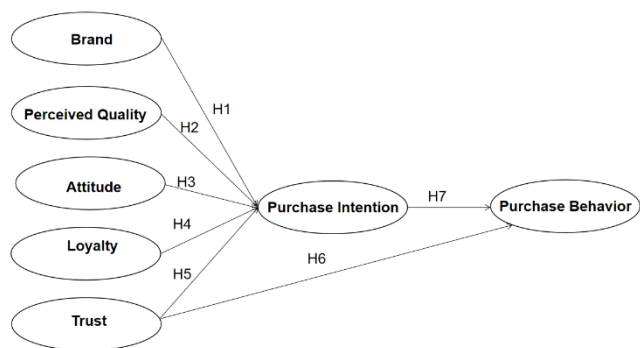 Brand
H1
Perceived Quality
H2
Attitude
H3
Purchase Intention
H7
Purchase Behavior
H4
Loyalty
H5
H6
Trust